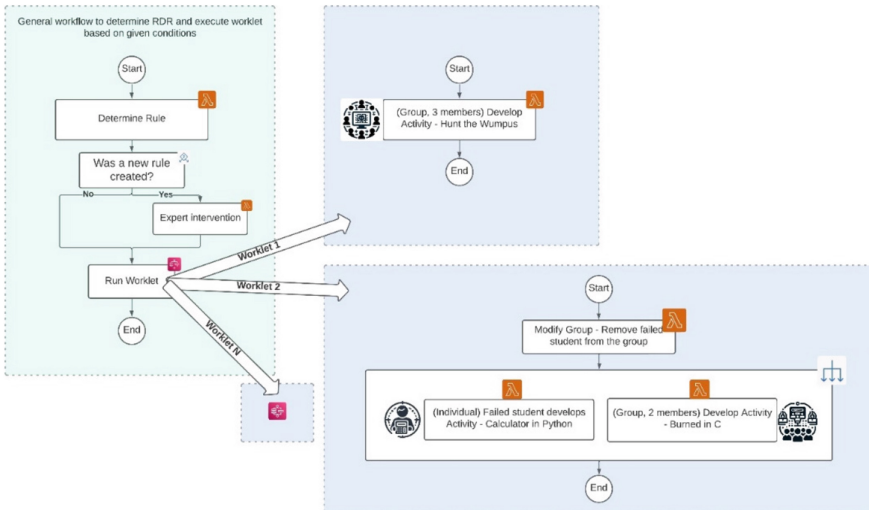 General workflow to determine RDR and execute worklet
based on given conditions
Start
Determine Rule
Was a new rule
created?
No
Yes
Expert intervention
Run Worklet
End
Worklet 1
Worklet 2
Worklet N
Start
(Group, 3 members) Develop
Activity - Hunt the Wumpus
End
Start
Modify Group - Remove failed
student from the group
(Individual) Failed student develops
Activity - Calculator in Python
(Group, 2 members) Develop Activity
- Burned in C
End